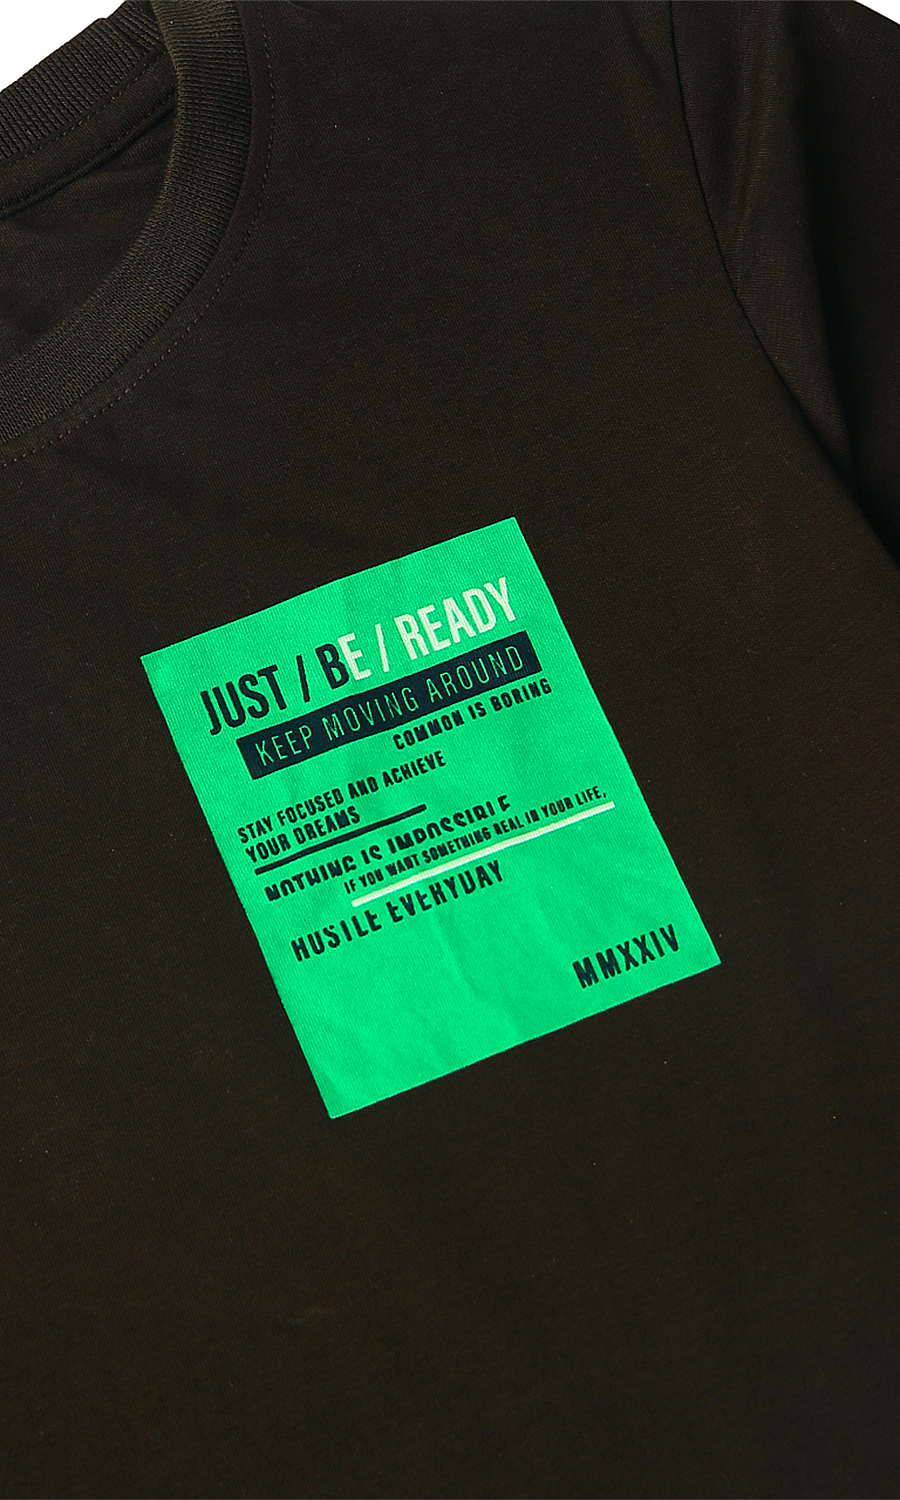 JUST / BE / READY
KEEP MOVING AROUND
COMMON IS BORING
STAY FOCUSED AND ACHIEVE
YOUR DREAMS
NOTHING IS IMPOSSIBLE
IF YOU WANT SOMETHING REAL IN YOUR LIFE,
HUSTLE EVERYDAY
MMXXIV